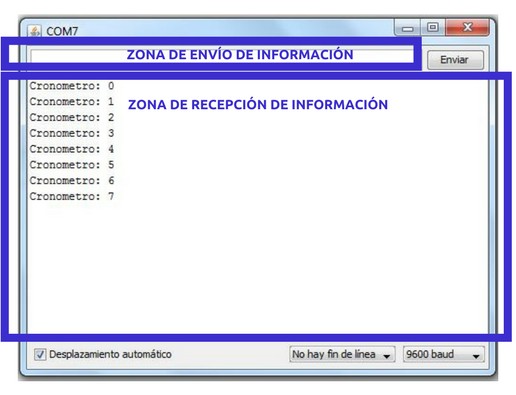 COM7
ZONA DE ENVÍO DE INFORMACIÓN
Enviar
Cronometro: 0
Cronometro: 1
ZONA DE RECEPCIÓN DE INFORMACIÓN
Cronometro: 2
Cronometro: 3
Cronometro: 4
Cronometro: 5
Cronometro: 6
Cronometro: 7
Desplazamiento automático
No hay fin de línea
9600 baud